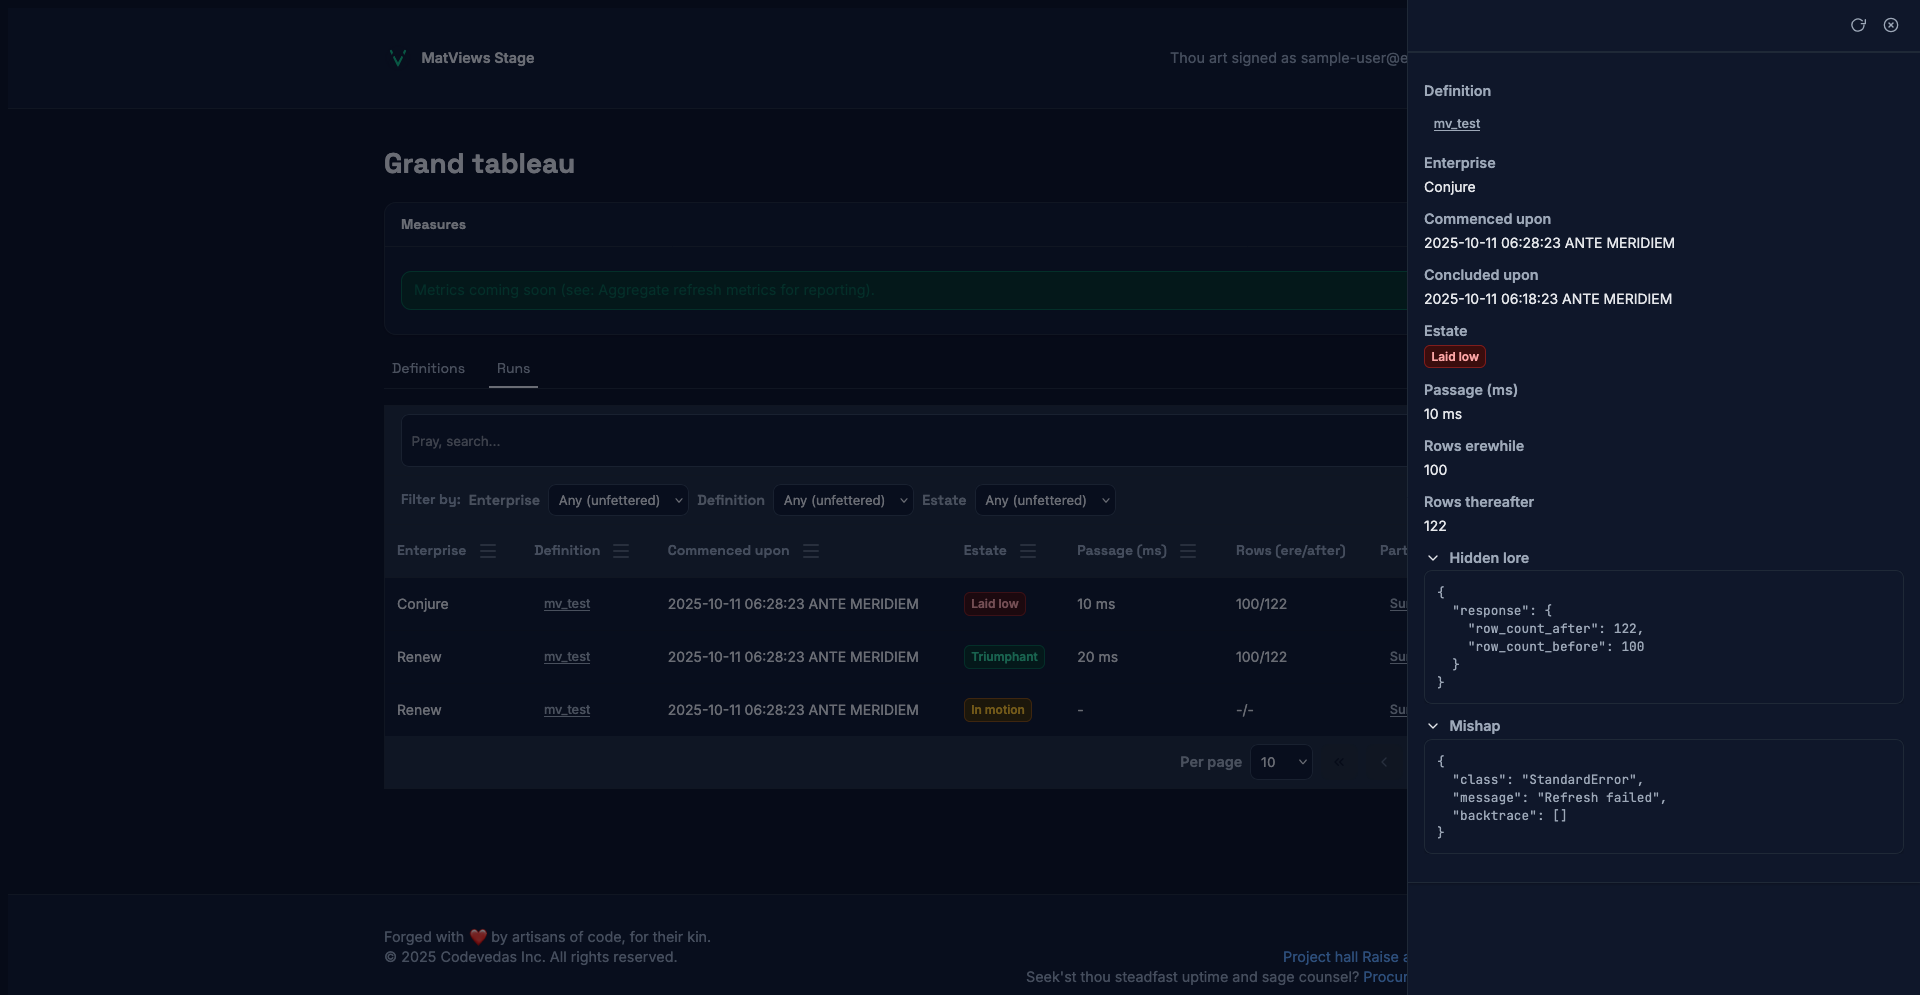 MatViews Stage
Thou art signed as sample-user@e
Grand tableau
Measures
Metrics coming soon (see: Aggregate refresh metrics for reporting).
Definitions Runs
Pray, search...
Filter by: Enterprise Any (unfettered) Definition Any (unfettered) Estate Any (unfettered)
Enterprise Definition Commenced upon Estate Passage (ms) Rows (ere/after) Part
Conjure mv_test 2025-10-11 06:28:23 ANTE MERIDIEM Laid low 10 ms 100/122 Su
Renew mv_test 2025-10-11 06:28:23 ANTE MERIDIEM Triumphant 20 ms 100/122 Su
Renew mv_test 2025-10-11 06:28:23 ANTE MERIDIEM In motion - -/- Su
Per page 10 « ‹
Forged with ❤️ by artisans of code, for their kin.
© 2025 Codevedas Inc. All rights reserved.
Project hall Raise a
Seek'st thou steadfast uptime and sage counsel? Procur
Definition
mv_test
Enterprise
Conjure
Commenced upon
2025-10-11 06:28:23 ANTE MERIDIEM
Concluded upon
2025-10-11 06:18:23 ANTE MERIDIEM
Estate
Laid low
Passage (ms)
10 ms
Rows erewhile
100
Rows thereafter
122
Hidden lore
{
"response": {
"row_count_after": 122,
"row_count_before": 100
}
}
Mishap
{
"class": "StandardError",
"message": "Refresh failed",
"backtrace": []
}